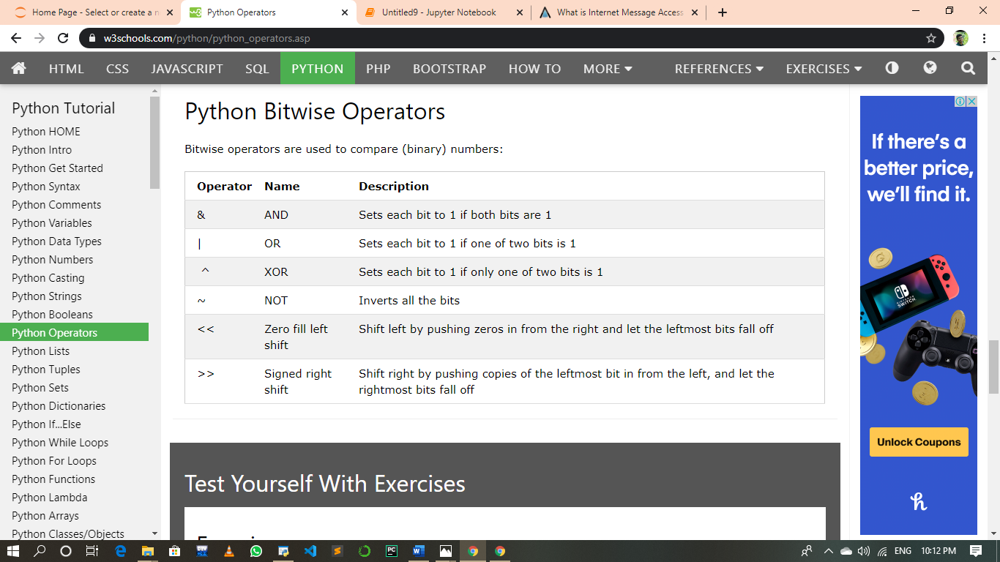 Home Page - Select or create a n
Python Operators
Untitled9 - Jupyter Notebook
What is Internet Message Access
w3schools.com/python/python_operators.asp
HTML CSS JAVASCRIPT SQL PYTHON PHP BOOTSTRAP HOW TO MORE REFERENCES EXERCISES
Python Tutorial
Python HOME
Python Intro
Python Get Started
Python Syntax
Python Comments
Python Variables
Python Data Types
Python Numbers
Python Casting
Python Strings
Python Booleans
Python Operators
Python Lists
Python Tuples
Python Sets
Python Dictionaries
Python If...Else
Python While Loops
Python For Loops
Python Functions
Python Lambda
Python Arrays
Python Classes/Objects
Python Bitwise Operators
Bitwise operators are used to compare (binary) numbers:
Operator Name Description
& AND Sets each bit to 1 if both bits are 1
| OR Sets each bit to 1 if one of two bits is 1
^ XOR Sets each bit to 1 if only one of two bits is 1
~ NOT Inverts all the bits
<< Zero fill left shift Shift left by pushing zeros in from the right and let the leftmost bits fall off
>> Signed right shift Shift right by pushing copies of the leftmost bit in from the left, and let the
rightmost bits fall off
Test Yourself With Exercises
If there's a
better price,
we'll find it.
NINTENDO
SWITCH
Unlock Coupons
h
ENG 10:12 PM